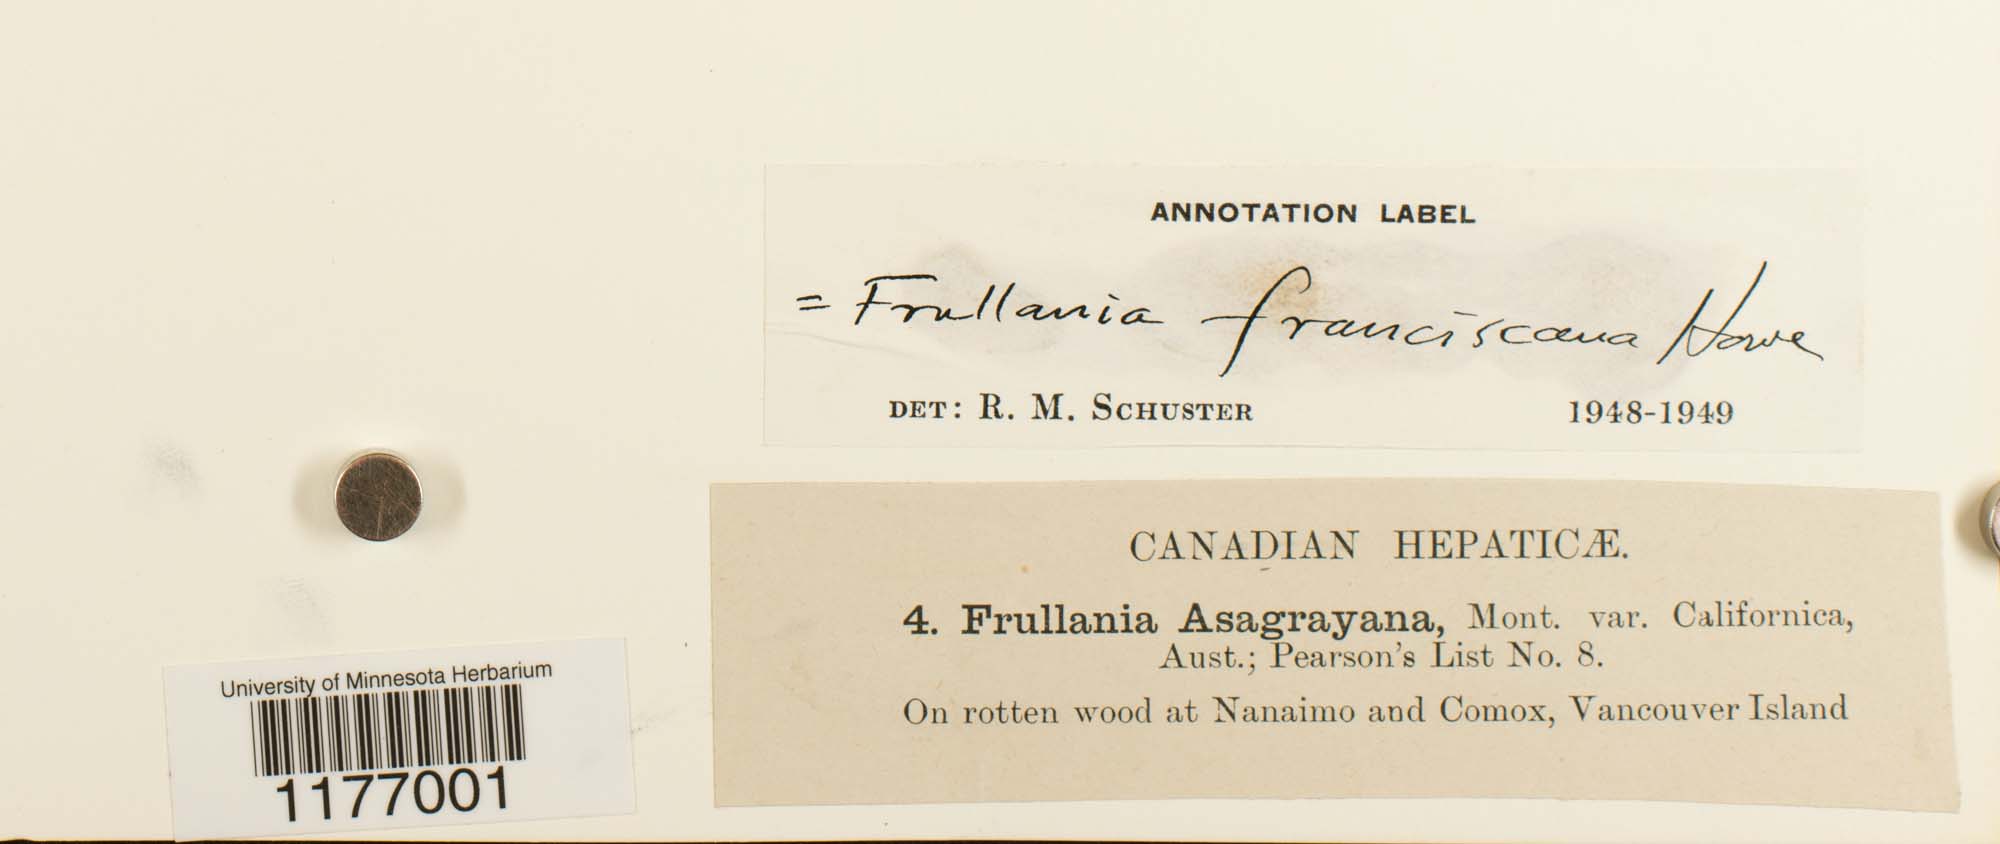 ANNOTATION LABEL
= Frullania franciscana Howe
DET: R. M. SCHUSTER 1948-1949
CANADIAN HEPATICÆ.
4. Frullania Asagrayana, Mont. var. Californica,
Aust.; Pearson's List No. 8.
On rotten wood at Nanaimo and Comox, Vancouver Island
University of Minnesota Herbarium
1177001